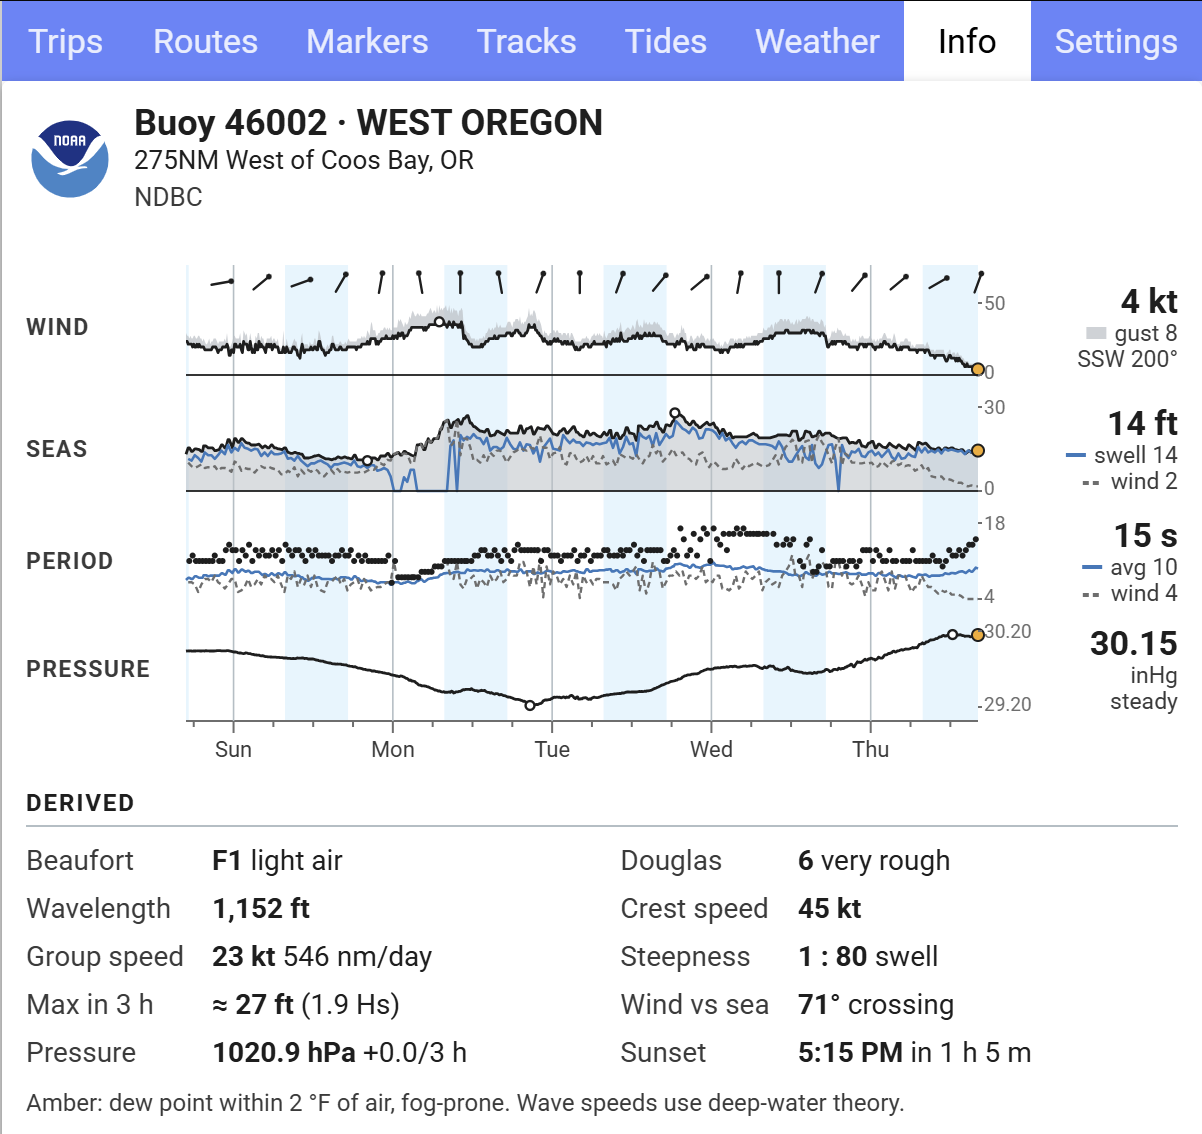 Trips Routes Markers Tracks Tides Weather Info Settings
NOAA
Buoy 46002 · WEST OREGON
275NM West of Coos Bay, OR
NDBC
WIND
50
0
4 kt
gust 8
SSW 200°
SEAS
30
0
14 ft
swell 14
wind 2
PERIOD
18
4
15 s
avg 10
wind 4
PRESSURE
30.20
29.20
30.15
inHg
steady
Sun Mon Tue Wed Thu
DERIVED
Beaufort F1 light air Douglas 6 very rough
Wavelength 1,152 ft Crest speed 45 kt
Group speed 23 kt 546 nm/day Steepness 1 : 80 swell
Max in 3 h ≈ 27 ft (1.9 Hs) Wind vs sea 71° crossing
Pressure 1020.9 hPa +0.0/3 h Sunset 5:15 PM in 1 h 5 m
Amber: dew point within 2 °F of air, fog-prone. Wave speeds use deep-water theory.